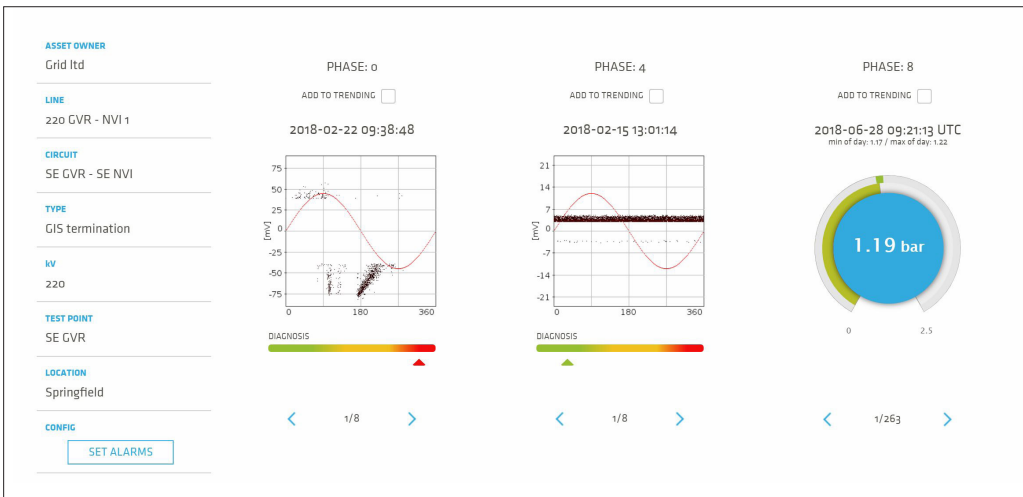 ASSET OWNER
Grid ltd
LINE
220 GVR - NVI 1
CIRCUIT
SE GVR - SE NVI
TYPE
GIS termination
kV
220
TEST POINT
SE GVR
LOCATION
Springfield
CONFIG
SET ALARMS
PHASE: 0
ADD TO TRENDING
2018-02-22 09:38:48
75
50
25
0
-25
-50
-75
[mV]
0 180 360
DIAGNOSIS
1/8
PHASE: 4
ADD TO TRENDING
2018-02-15 13:01:14
21
14
7
0
-7
-14
-21
[mV]
0 180 360
DIAGNOSIS
1/8
PHASE: 8
ADD TO TRENDING
2018-06-28 09:21:13 UTC
min of day: 1.17 / max of day: 1.22
1.19 bar
0 2.5
1/263